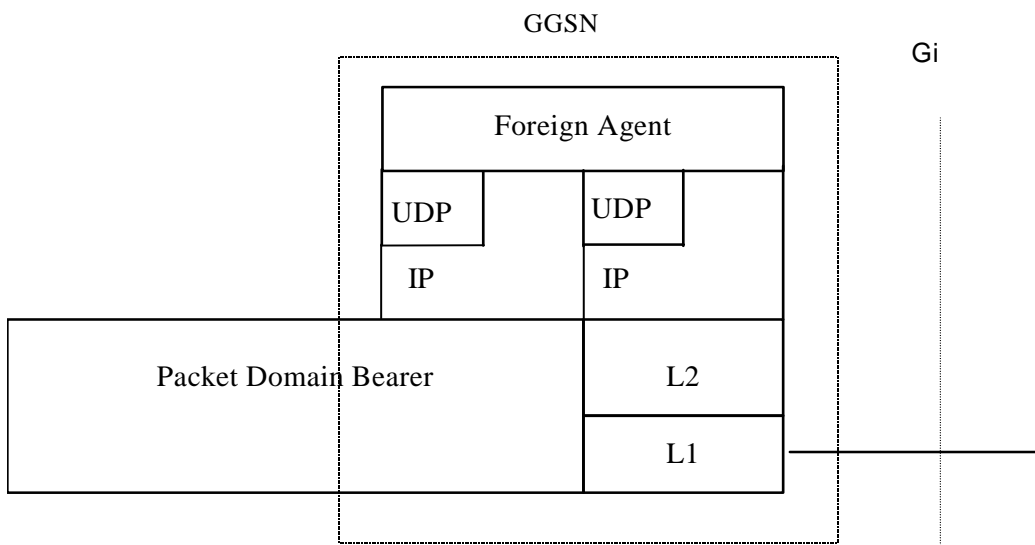 GGSN
Gi
Foreign Agent
UDP
UDP
IP
IP
Packet Domain Bearer
L2
L1